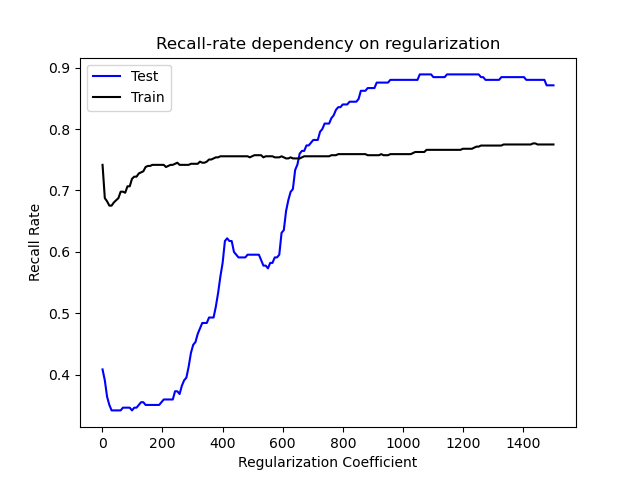 Recall-rate dependency on regularization
Test
Train
Recall Rate
0.9
0.8
0.7
0.6
0.5
0.4
0 200 400 600 800 1000 1200 1400
Regularization Coefficient